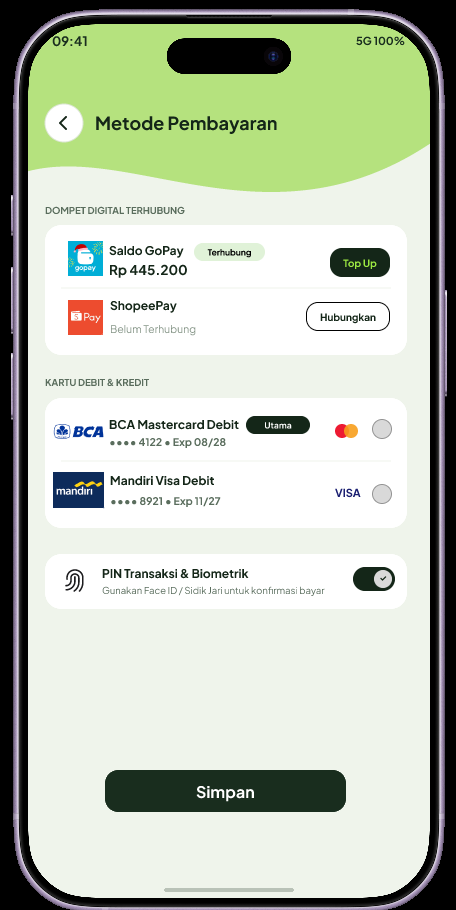 09:41
5G 100%
Metode Pembayaran
DOMPET DIGITAL TERHUBUNG
gopay
Saldo GoPay
Terhubung
Rp 445.200
Top Up
Pay
ShopeePay
Belum Terhubung
Hubungkan
KARTU DEBIT & KREDIT
BCA
BCA Mastercard Debit
Utama
•••• 4122 • Exp 08/28
mandiri
Mandiri Visa Debit
•••• 8921 • Exp 11/27
VISA
PIN Transaksi & Biometrik
Gunakan Face ID / Sidik Jari untuk konfirmasi bayar
Simpan